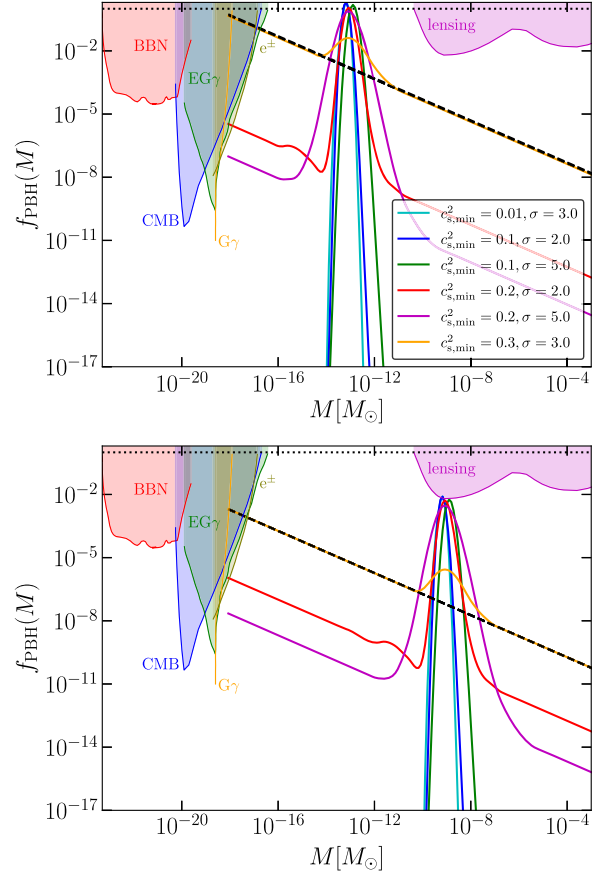 lensing
BBN
e±
EGγ
CMB
Gγ
10⁻²
10⁻⁵
10⁻⁸
10⁻¹¹
10⁻¹⁴
10⁻¹⁷
f_PBH(M)
c²_s,min = 0.01, σ = 3.0
c²_s,min = 0.1, σ = 2.0
c²_s,min = 0.1, σ = 5.0
c²_s,min = 0.2, σ = 2.0
c²_s,min = 0.2, σ = 5.0
c²_s,min = 0.3, σ = 3.0
10⁻²⁰ 10⁻¹⁶ 10⁻¹² 10⁻⁸ 10⁻⁴
M[M⊙]
lensing
BBN
e±
EGγ
CMB
Gγ
10⁻²
10⁻⁵
10⁻⁸
10⁻¹¹
10⁻¹⁴
10⁻¹⁷
f_PBH(M)
10⁻²⁰ 10⁻¹⁶ 10⁻¹² 10⁻⁸ 10⁻⁴
M[M⊙]